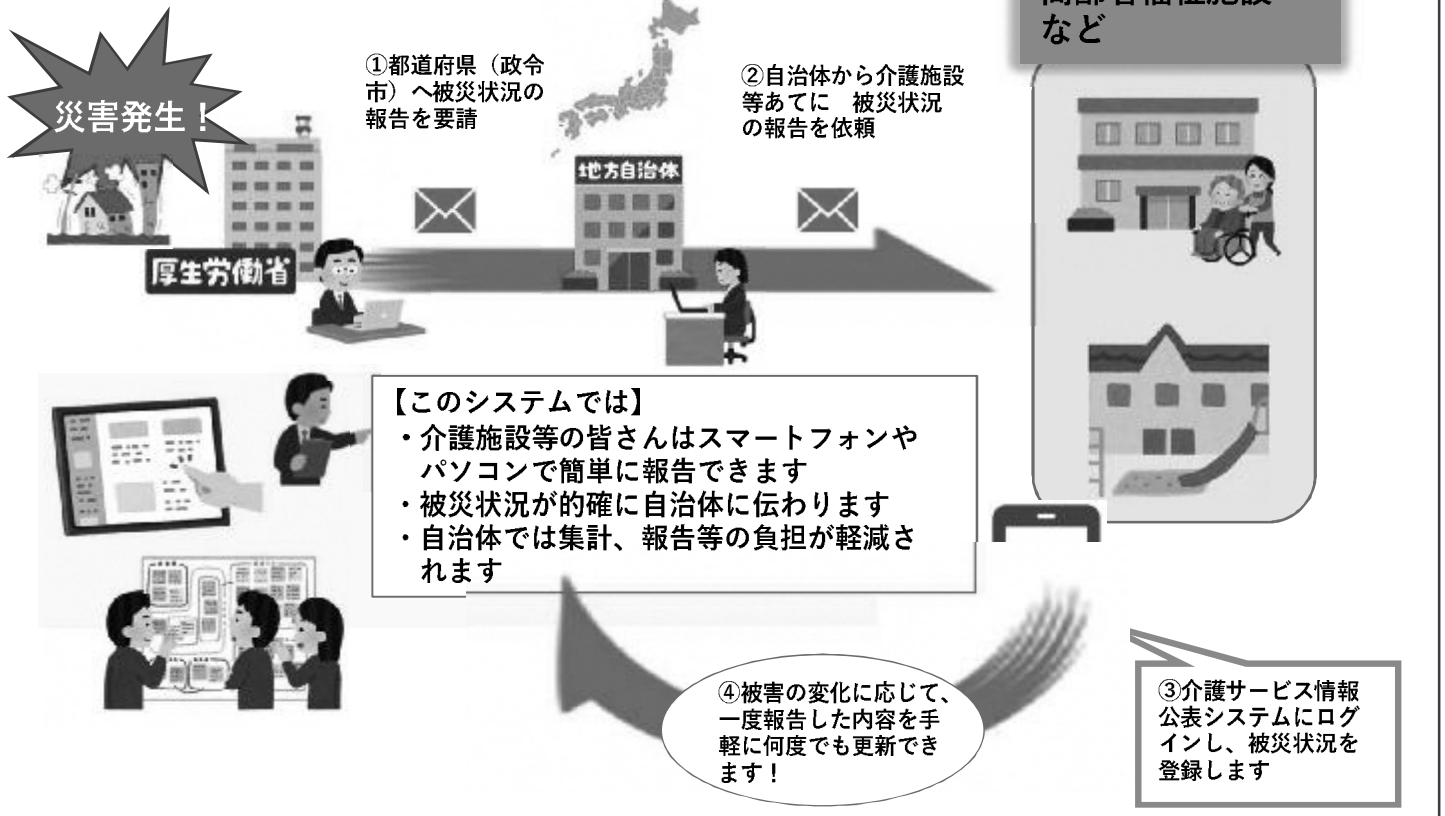 など
災害発生！
①都道府県（政令
市）へ被災状況の
報告を要請
②自治体から介護施設
等あてに　被災状況
の報告を依頼
地方自治体
厚生労働省
【このシステムでは】
・介護施設等の皆さんはスマートフォンや
パソコンで簡単に報告できます
・被災状況が的確に自治体に伝わります
・自治体では集計、報告等の負担が軽減さ
れます
④被害の変化に応じて、
一度報告した内容を手
軽に何度でも更新でき
ます！
③介護サービス情報
公表システムにログ
インし、被災状況を
登録します